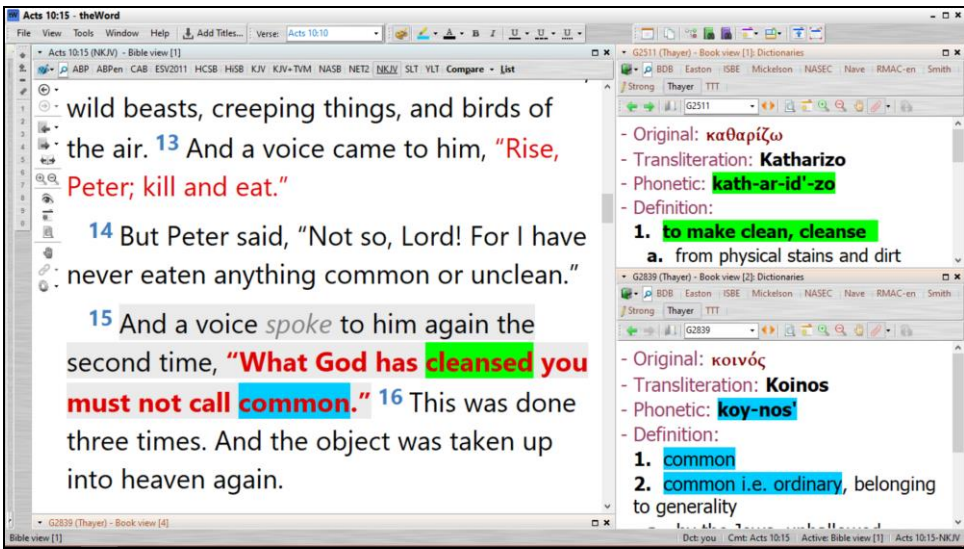 Acts 10:15 - theWord
File View Tools Window Help Add Titles... Verse: Acts 10:10 A B I U U U
Acts 10:15 (NKJV) - Bible view [1]
ABP ABPen CAB ESV2011 HCSB HiSB KJV KJV+TVM NASB NET2 NKJV SLT YLT Compare List
wild beasts, creeping things, and birds of
the air. 13 And a voice came to him, “Rise,
Peter; kill and eat.”
14 But Peter said, “Not so, Lord! For I have
never eaten anything common or unclean.”
15 And a voice spoke to him again the
second time, “What God has cleansed you
must not call common.” 16 This was done
three times. And the object was taken up
into heaven again.
G2839 (Thayer) - Book view [4]
G2511 (Thayer) - Book view [1]: Dictionaries
BDB Easton ISBE Mickelson NASEC Nave RMAC-en Smith
Strong Thayer TTT
G2511
- Original: καθαρίζω
- Transliteration: Katharizo
- Phonetic: kath-ar-id'-zo
- Definition:
1. to make clean, cleanse
a. from physical stains and dirt
G2839 (Thayer) - Book view [2]: Dictionaries
BDB Easton ISBE Mickelson NASEC Nave RMAC-en Smith
Strong Thayer TTT
G2839
- Original: κοινός
- Transliteration: Koinos
- Phonetic: koy-nos'
- Definition:
1. common
2. common i.e. ordinary, belonging
to generality
Bible view [1]
Dct: you Cmt: Acts 10:15 Active: Bible view [1] Acts 10:15-NKJV